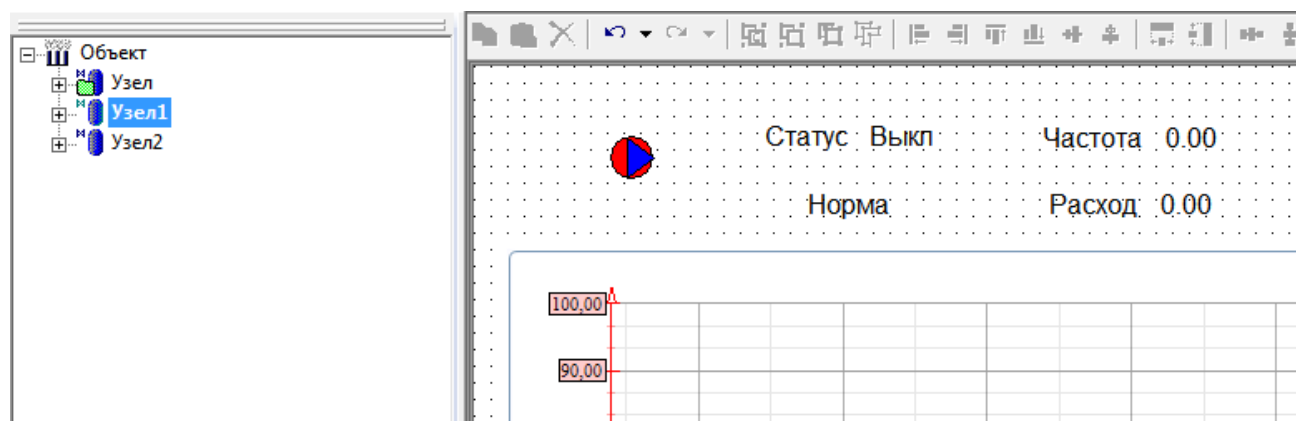 Объект
Узел
Узел1
Узел2
Статус Выкл Частота 0.00
Норма Расход 0.00
100,00
90,00